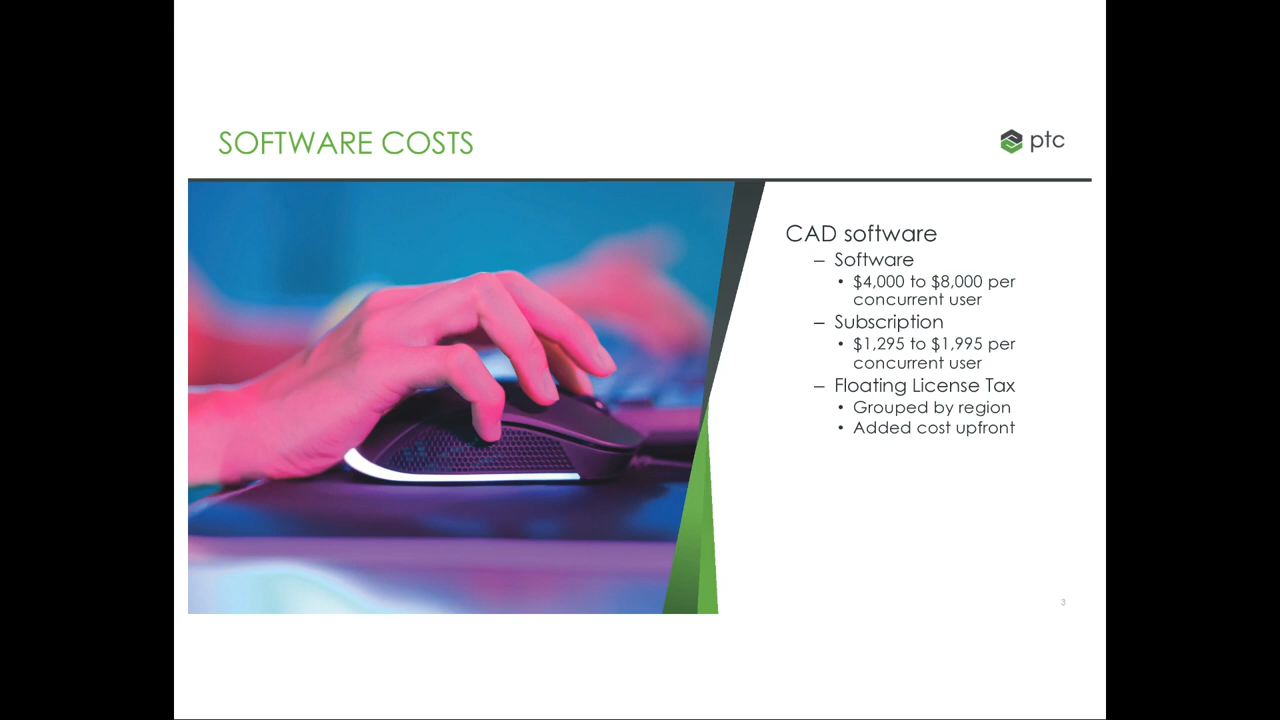 SOFTWARE COSTS
ptc
CAD software
– Software
• $4,000 to $8,000 per
concurrent user
– Subscription
• $1,295 to $1,995 per
concurrent user
– Floating License Tax
• Grouped by region
• Added cost upfront
3